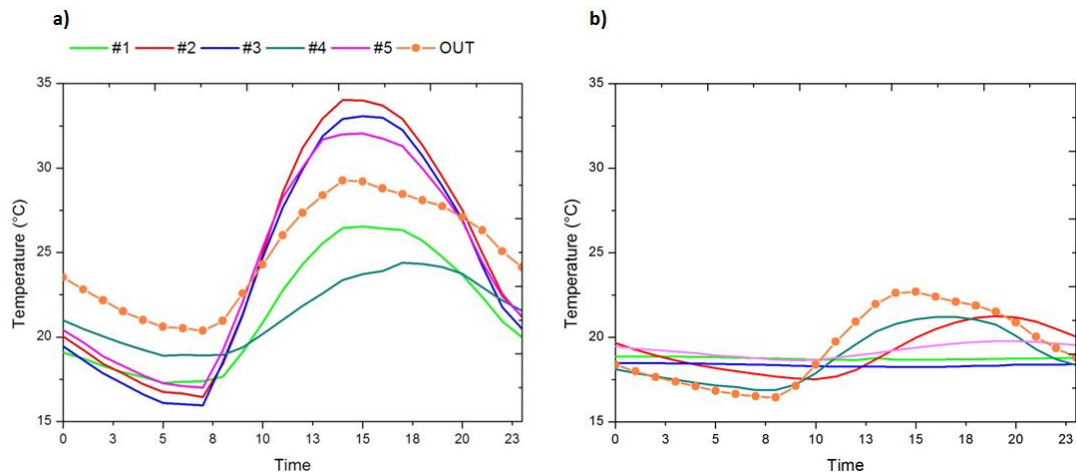 a) b)
#1 #2 #3 #4 #5 OUT
35 35
30 30
25 25
20 20
15 15
Temperature (°C) Temperature (°C)
0 3 5 8 10 13 15 18 20 23 0 3 5 8 10 13 15 18 20 23
Time Time